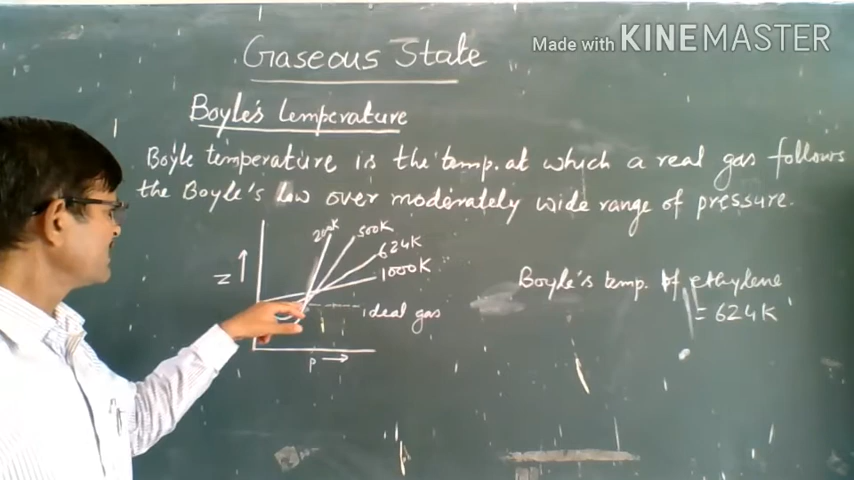 Made with KINEMASTER
Gaseous State
Boyle's temperature
Boyle temperature is the temp. at which a real gas follows
the Boyle's law over moderately wide range of pressure.
200K
500K
624K
1000K
Z
ideal gas
P
Boyle's temp. of ethylene
= 624K